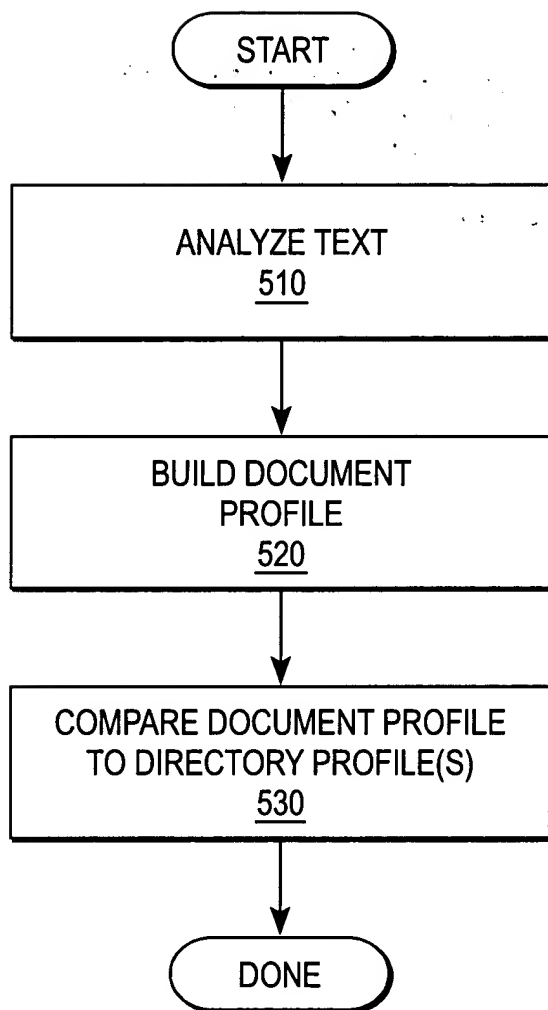 START
ANALYZE TEXT
510
BUILD DOCUMENT
PROFILE
520
COMPARE DOCUMENT PROFILE
TO DIRECTORY PROFILE(S)
530
DONE